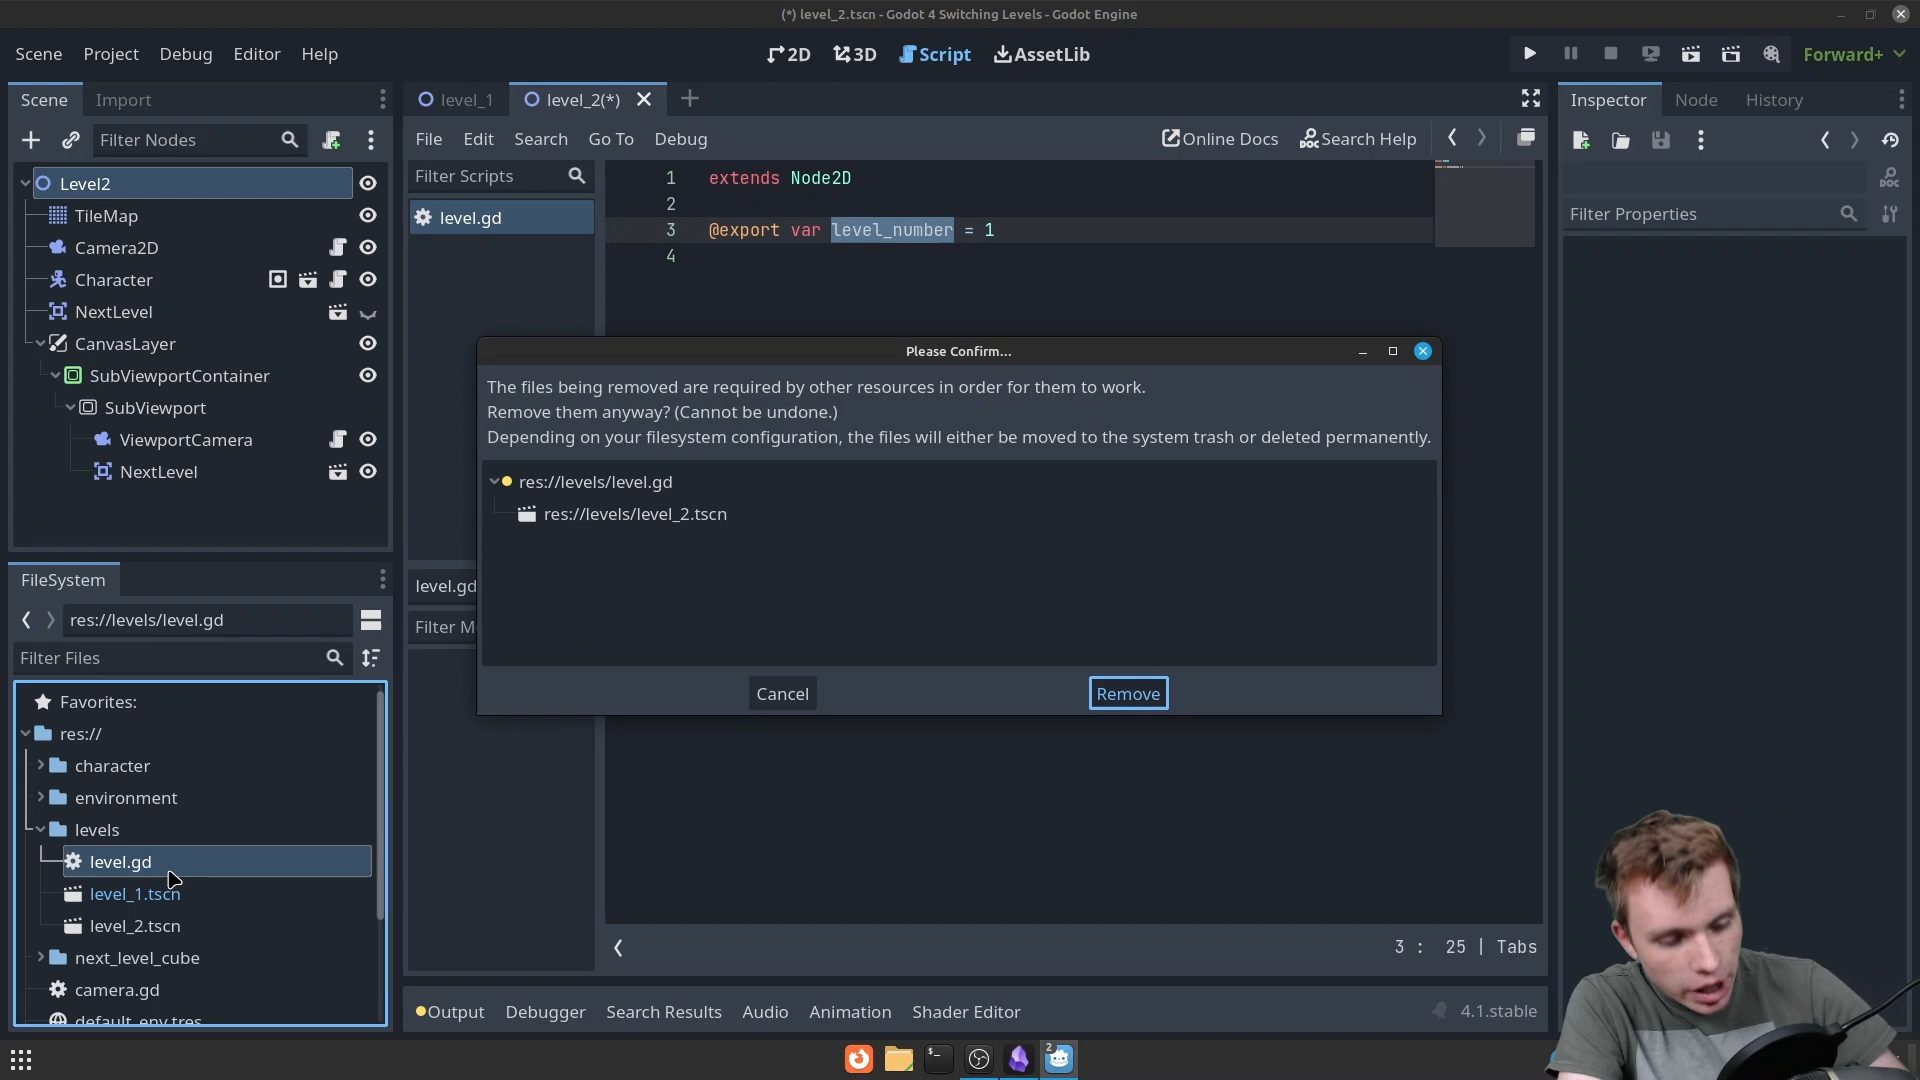 (*) level_2.tscn - Godot 4 Switching Levels - Godot Engine
Scene Project Debug Editor Help
2D 3D Script AssetLib
Forward+
Scene Import
level_1 level_2(*)
Inspector Node History
Filter Nodes
File Edit Search Go To Debug
Online Docs Search Help
Filter Scripts
level.gd
1 extends Node2D
2
3 @export var level_number = 1
4
Filter Properties
Level2
TileMap
Camera2D
Character
NextLevel
CanvasLayer
SubViewportContainer
SubViewport
ViewportCamera
NextLevel
Please Confirm...
The files being removed are required by other resources in order for them to work.
Remove them anyway? (Cannot be undone.)
Depending on your filesystem configuration, the files will either be moved to the system trash or deleted permanently.
res://levels/level.gd
res://levels/level_2.tscn
Cancel Remove
level.gd
Filter M
FileSystem
res://levels/level.gd
Filter Files
Favorites:
res://
character
environment
levels
level.gd
level_1.tscn
level_2.tscn
next_level_cube
camera.gd
default_env.tres
3 : 25 | Tabs
Output Debugger Search Results Audio Animation Shader Editor
4.1.stable
2